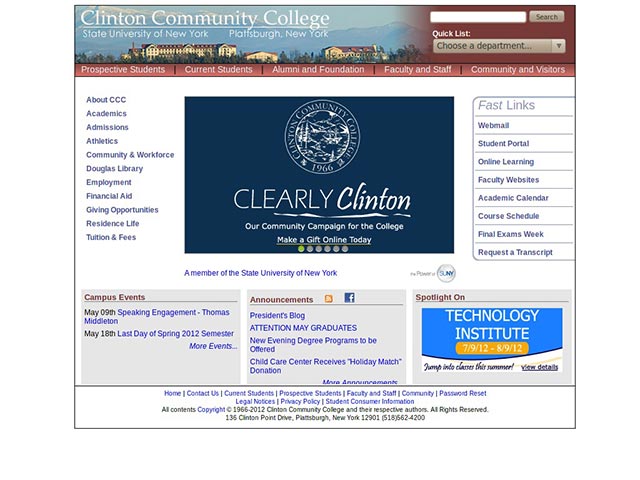 Clinton Community College
State University of New York Plattsburgh, New York
Search
Quick List:
Choose a department...
Prospective Students | Current Students | Alumni and Foundation | Faculty and Staff | Community and Visitors
About CCC
Academics
Admissions
Athletics
Community & Workforce
Douglas Library
Employment
Financial Aid
Giving Opportunities
Residence Life
Tuition & Fees
CLINTON COMMUNITY COLLEGE
1966
CLEARLY Clinton
Our Community Campaign for the College
Make a Gift Online Today
Fast Links
Webmail
Student Portal
Online Learning
Faculty Websites
Academic Calendar
Course Schedule
Final Exams Week
Request a Transcript
A member of the State University of New York
the Power of SUNY
Campus Events
May 09th Speaking Engagement - Thomas
Middleton
May 18th Last Day of Spring 2012 Semester
More Events...
Announcements
President's Blog
ATTENTION MAY GRADUATES
New Evening Degree Programs to be
Offered
Child Care Center Receives "Holiday Match"
Donation
More Announcements...
Spotlight On
TECHNOLOGY
INSTITUTE
7/9/12 - 8/9/12
Jump into classes this summer! view details
Home | Contact Us | Current Students | Prospective Students | Faculty and Staff | Community | Password Reset
Legal Notices | Privacy Policy | Student Consumer Information
All contents Copyright © 1966-2012 Clinton Community College and their respective authors. All Rights Reserved.
136 Clinton Point Drive, Plattsburgh, New York 12901 (518)562-4200